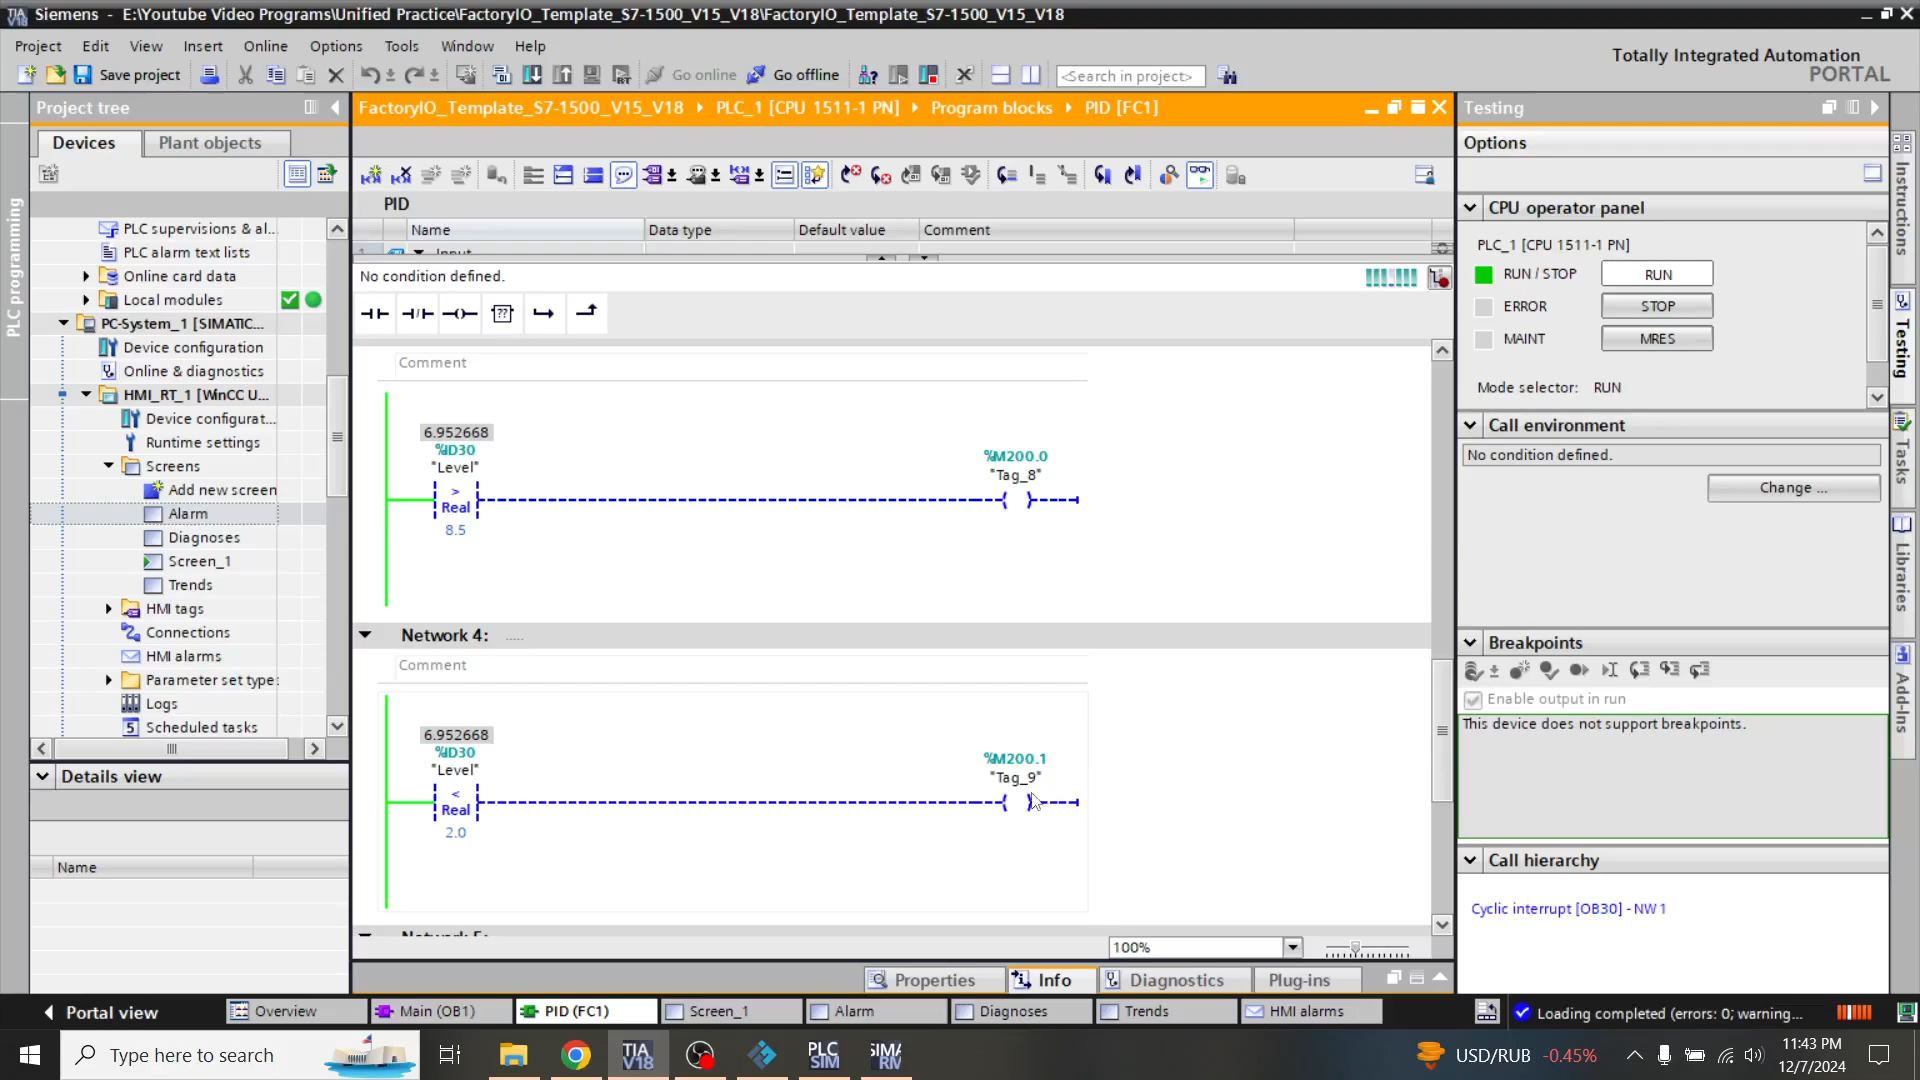 Siemens - E:\Youtube Video Programs\Unified Practice\FactoryIO_Template_S7-1500_V15_V18\FactoryIO_Template_S7-1500_V15_V18
Project Edit View Insert Online Options Tools Window Help
Totally Integrated Automation
PORTAL
Save project
Go online
Go offline
<Search in project>
Project tree
FactoryIO_Template_S7-1500_V15_V18 PLC_1 [CPU 1511-1 PN] Program blocks PID [FC1]
Testing
Devices
Plant objects
Options
PLC programming
PLC supervisions & al...
PLC alarm text lists
Online card data
Local modules
PC-System_1 [SIMATIC...
Device configuration
Online & diagnostics
HMI_RT_1 [WinCC U...
Device configurat...
Runtime settings
Screens
Add new screen
Alarm
Diagnoses
Screen_1
Trends
HMI tags
Connections
HMI alarms
Parameter set type
Logs
Scheduled tasks
Details view
Name
PID
Name Data type Default value Comment
1 Input
No condition defined.
Comment
6.952668
%ID30
"Level"
>
Real
8.5
%M200.0
"Tag_8"
Network 4: .....
Comment
6.952668
%ID30
"Level"
<
Real
2.0
%M200.1
"Tag_9"
Network 5:
100%
Properties
Info
Diagnostics
Plug-ins
CPU operator panel
PLC_1 [CPU 1511-1 PN]
RUN / STOP RUN
ERROR STOP
MAINT MRES
Mode selector: RUN
Call environment
No condition defined.
Change ...
Breakpoints
Enable output in run
This device does not support breakpoints.
Call hierarchy
Cyclic interrupt [OB30] - NW 1
Instructions
Testing
Tasks
Libraries
Add-Ins
Portal view
Overview
Main (OB1)
PID (FC1)
Screen_1
Alarm
Diagnoses
Trends
HMI alarms
Loading completed (errors: 0; warning...
Type here to search
TIA
V18
PLC
SIM
USD/RUB -0.45%
11:43 PM
12/7/2024